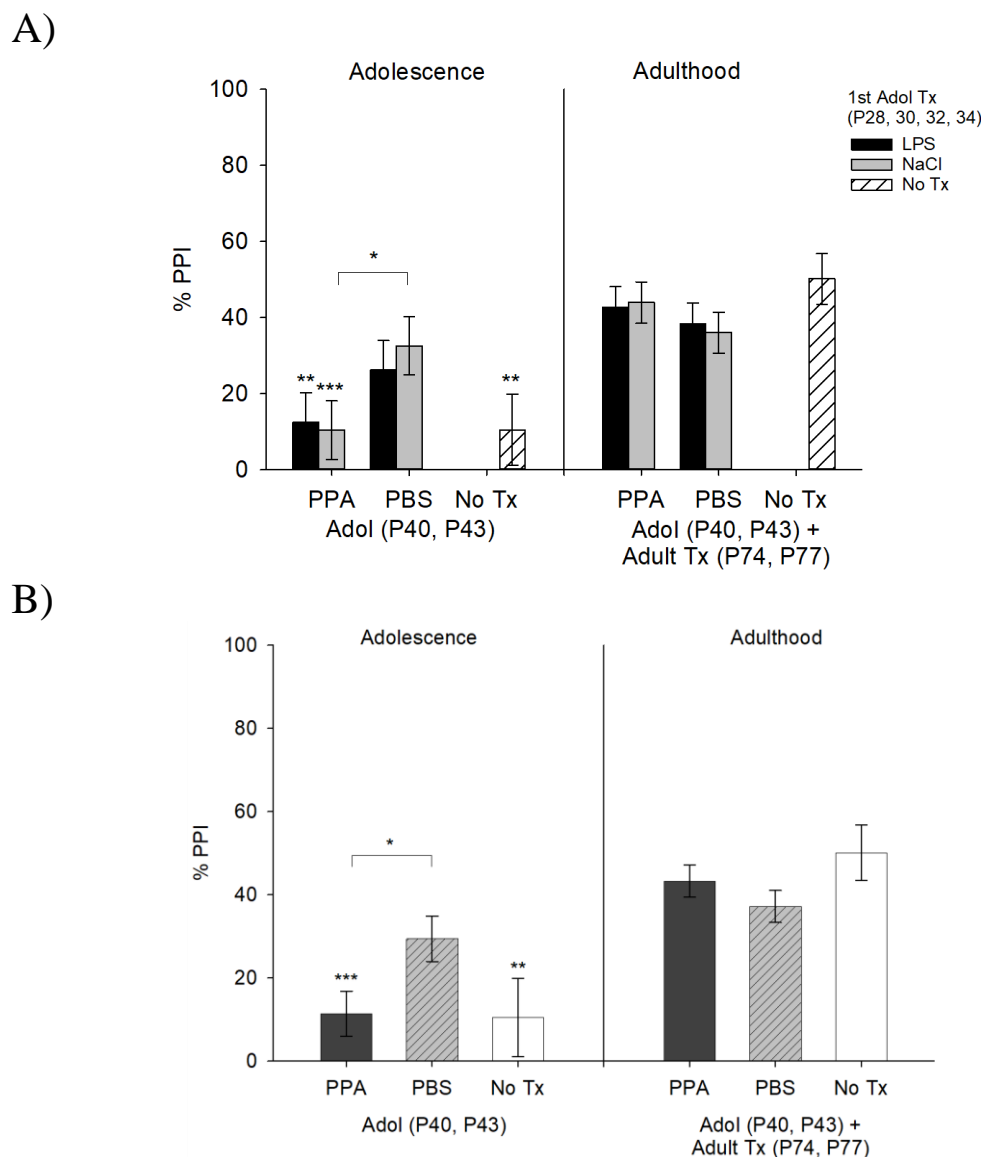 A)
Adolescence
Adulthood
100
80
60
40
20
0
% PPI
1st Adol Tx
(P28, 30, 32, 34)
LPS
NaCl
No Tx
*
** *** **
PPA PBS No Tx
Adol (P40, P43)
PPA PBS No Tx
Adol (P40, P43) +
Adult Tx (P74, P77)
B)
Adolescence
Adulthood
100
80
60
40
20
0
% PPI
*
*** **
PPA PBS No Tx
Adol (P40, P43)
PPA PBS No Tx
Adol (P40, P43) +
Adult Tx (P74, P77)